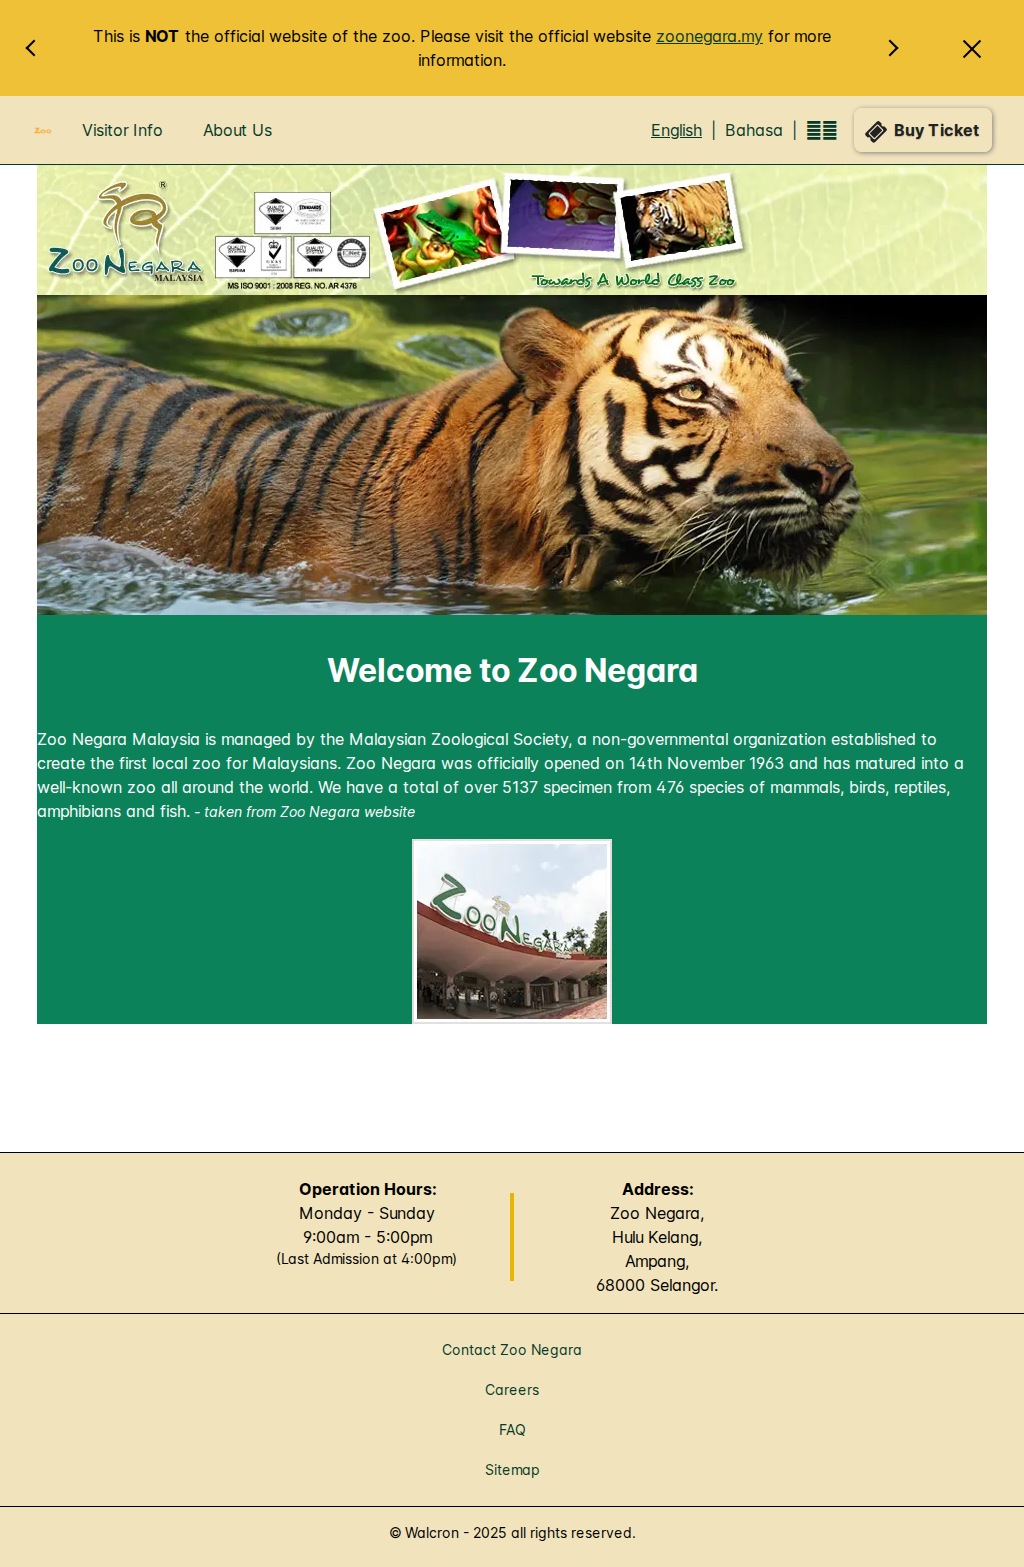 This is NOT the official website of the zoo. Please visit the official website zoonegara.my for more
information.
Zoo
Visitor Info
About Us
English | Bahasa |
Buy Ticket
Zoo Negara
MALAYSIA
MS ISO 9001 : 2008 REG. NO. AR 4376
Towards A World Class Zoo
Welcome to Zoo Negara
Zoo Negara Malaysia is managed by the Malaysian Zoological Society, a non-governmental organization established to
create the first local zoo for Malaysians. Zoo Negara was officially opened on 14th November 1963 and has matured into a
well-known zoo all around the world. We have a total of over 5137 specimen from 476 species of mammals, birds, reptiles,
amphibians and fish. - taken from Zoo Negara website
Zoo Negara
Operation Hours:
Monday - Sunday
9:00am - 5:00pm
(Last Admission at 4:00pm)
Address:
Zoo Negara,
Hulu Kelang,
Ampang,
68000 Selangor.
Contact Zoo Negara
Careers
FAQ
Sitemap
© Walcron - 2025 all rights reserved.